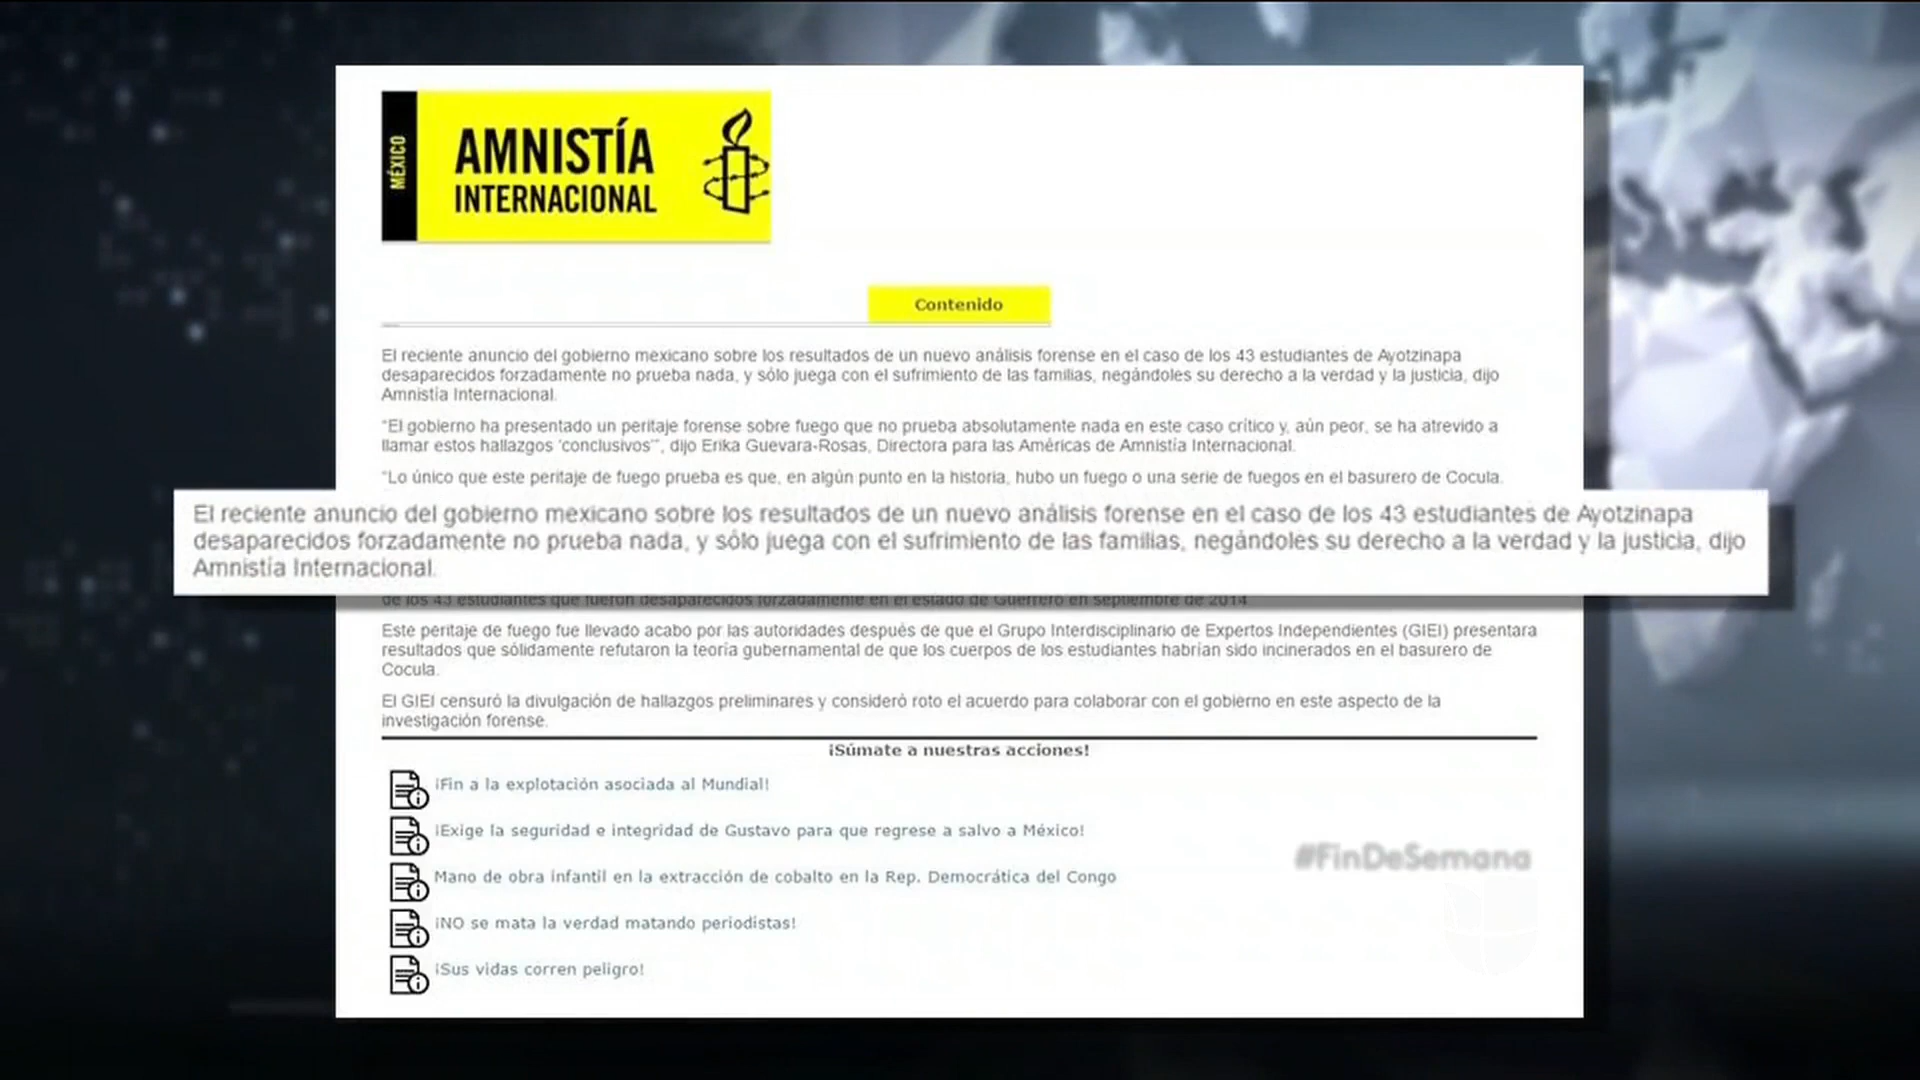 MÉXICO
AMNISTÍA
INTERNACIONAL
Contenido
El reciente anuncio del gobierno mexicano sobre los resultados de un nuevo análisis forense en el caso de los 43 estudiantes de Ayotzinapa
desaparecidos forzadamente no prueba nada, y sólo juega con el sufrimiento de las familias, negándoles su derecho a la verdad y la justicia, dijo
Amnistía Internacional.
“El gobierno ha presentado un peritaje forense sobre fuego que no prueba absolutamente nada en este caso crítico y, aún peor, se ha atrevido a
llamar estos hallazgos ‘conclusivos’”, dijo Erika Guevara-Rosas, Directora para las Américas de Amnistía Internacional.
“Lo único que este peritaje de fuego prueba es que, en algún punto en la historia, hubo un fuego o una serie de fuegos en el basurero de Cocula.
El reciente anuncio del gobierno mexicano sobre los resultados de un nuevo análisis forense en el caso de los 43 estudiantes de Ayotzinapa
desaparecidos forzadamente no prueba nada, y sólo juega con el sufrimiento de las familias, negándoles su derecho a la verdad y la justicia, dijo
Amnistía Internacional.
de los 43 estudiantes que fueron desaparecidos forzadamente en el estado de Guerrero en septiembre de 2014
Este peritaje de fuego fue llevado acabo por las autoridades después de que el Grupo Interdisciplinario de Expertos Independientes (GIEI) presentara
resultados que sólidamente refutaron la teoría gubernamental de que los cuerpos de los estudiantes habrían sido incinerados en el basurero de
Cocula.
El GIEI censuró la divulgación de hallazgos preliminares y consideró roto el acuerdo para colaborar con el gobierno en este aspecto de la
investigación forense.
¡Súmate a nuestras acciones!
¡Fin a la explotación asociada al Mundial!
¡Exige la seguridad e integridad de Gustavo para que regrese a salvo a México!
Mano de obra infantil en la extracción de cobalto en la Rep. Democrática del Congo
#FinDeSemana
¡NO se mata la verdad matando periodistas!
¡Sus vidas corren peligro!